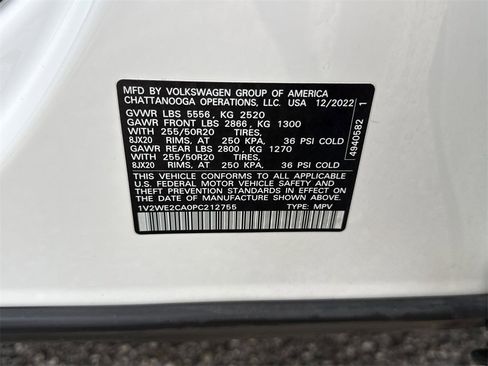 MFD BY VOLKSWAGEN GROUP OF AMERICA
CHATTANOOGA OPERATIONS, LLC. USA 12/2022
GVWR LBS 5556, KG 2520
GAWR FRONT LBS 2866, KG 1300
WITH 255/50R20 TIRES,
8JX20 RIMS, AT 250 KPA, 36 PSI COLD
GAWR REAR LBS 2800, KG 1270
WITH 255/50R20 TIRES,
8JX20 RIMS, AT 250 KPA, 36 PSI COLD
THIS VEHICLE CONFORMS TO ALL APPLICABLE
U.S. FEDERAL MOTOR VEHICLE SAFETY AND
THEFT PREVENTION STANDARDS IN EFFECT ON
THE DATE OF MANUFACTURE SHOWN ABOVE.
1V2WE2CA0PC212755 TYPE: MPV
4940582 1